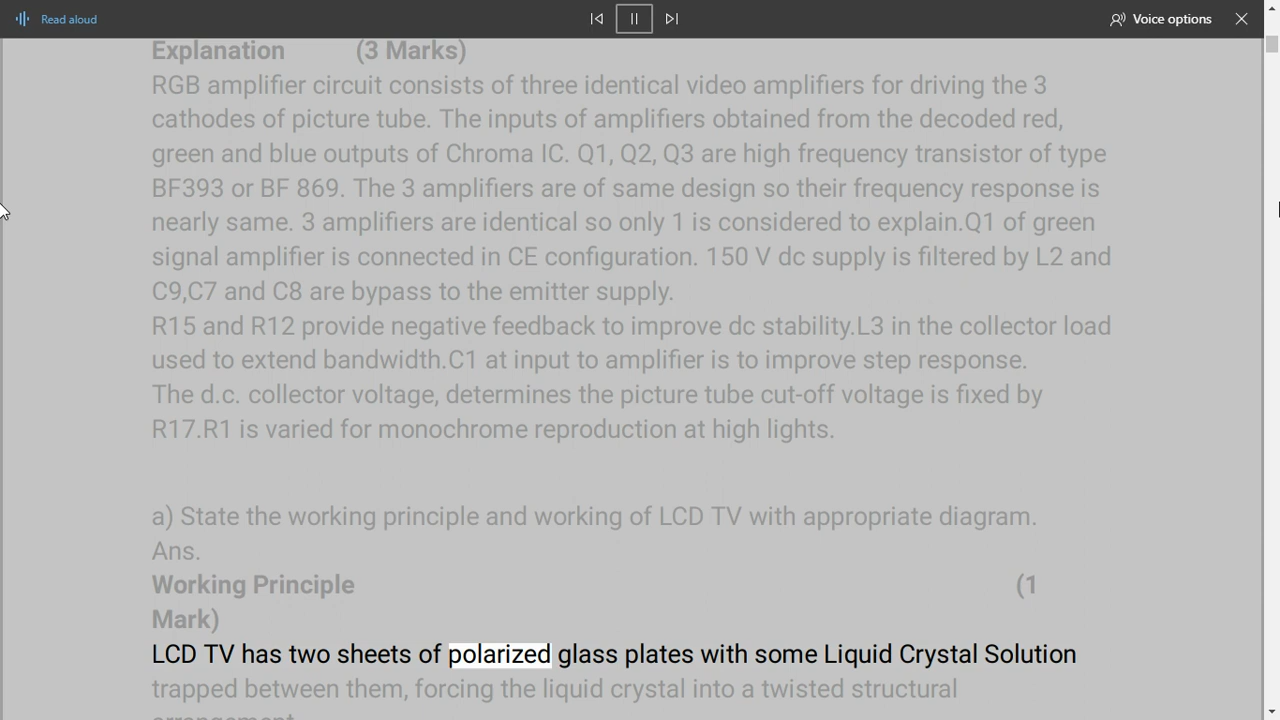 Read aloud
Voice options
Explanation (3 Marks)
RGB amplifier circuit consists of three identical video amplifiers for driving the 3
cathodes of picture tube. The inputs of amplifiers obtained from the decoded red,
green and blue outputs of Chroma IC. Q1, Q2, Q3 are high frequency transistor of type
BF393 or BF 869. The 3 amplifiers are of same design so their frequency response is
nearly same. 3 amplifiers are identical so only 1 is considered to explain.Q1 of green
signal amplifier is connected in CE configuration. 150 V dc supply is filtered by L2 and
C9,C7 and C8 are bypass to the emitter supply.
R15 and R12 provide negative feedback to improve dc stability.L3 in the collector load
used to extend bandwidth.C1 at input to amplifier is to improve step response.
The d.c. collector voltage, determines the picture tube cut-off voltage is fixed by
R17.R1 is varied for monochrome reproduction at high lights.
a) State the working principle and working of LCD TV with appropriate diagram.
Ans.
Working Principle (1
Mark)
LCD TV has two sheets of polarized glass plates with some Liquid Crystal Solution
trapped between them, forcing the liquid crystal into a twisted structural
arrangement